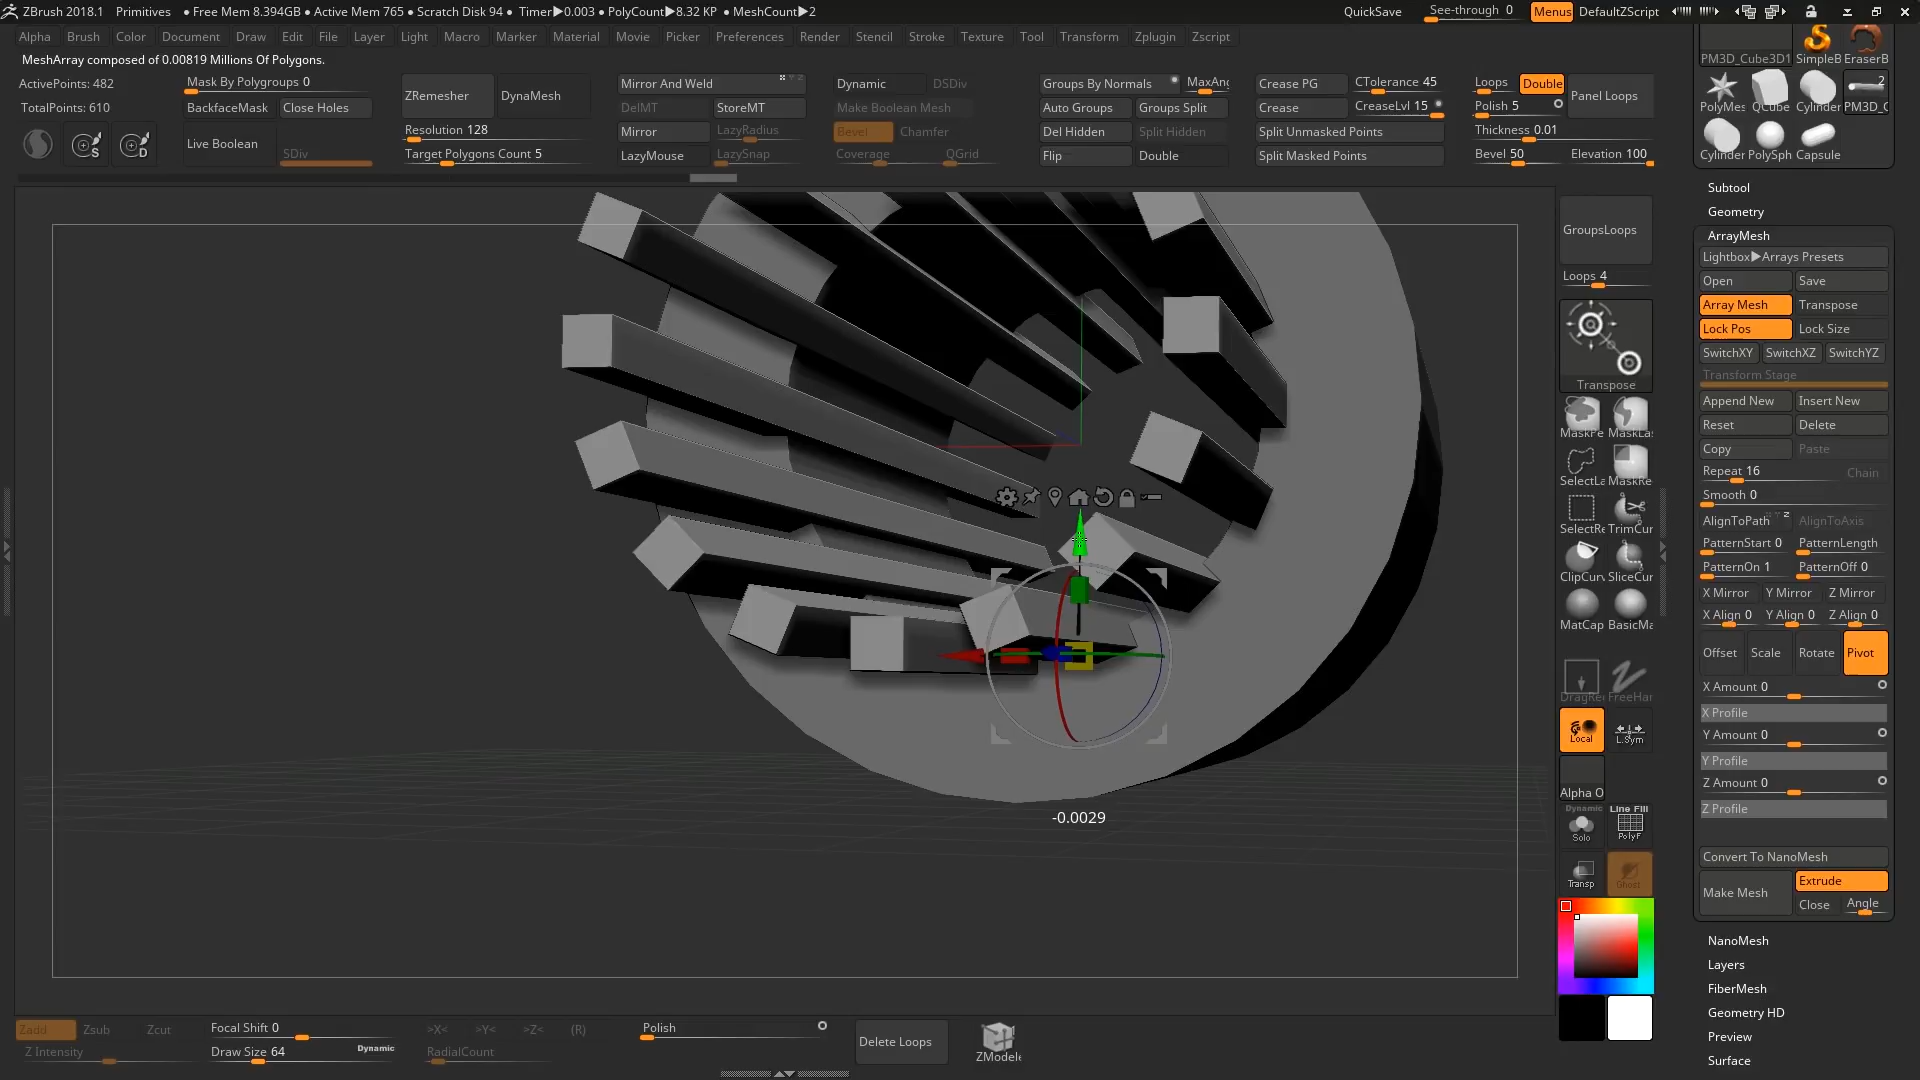 ZBrush 2018.1 Primitives • Free Mem 8.394GB • Active Mem 765 • Scratch Disk 94 • Timer▶0.003 • PolyCount▶8.32 KP • MeshCount▶2 QuickSave See-through 0 Menus DefaultZScript
Alpha Brush Color Document Draw Edit File Layer Light Macro Marker Material Movie Picker Preferences Render Stencil Stroke Texture Tool Transform Zplugin Zscript
MeshArray composed of 0.00819 Millions Of Polygons.
ActivePoints: 482
TotalPoints: 610
Mask By Polygroups 0
BackfaceMask Close Holes
Live Boolean
SDiv
ZRemesher DynaMesh
Resolution 128
Target Polygons Count 5
Mirror And Weld
DelMT StoreMT
Mirror LazyRadius
LazyMouse LazySnap
Dynamic DSDiv
Make Boolean Mesh
Bevel Chamfer
Coverage QGrid
Groups By Normals MaxAng
Auto Groups Groups Split
Del Hidden Split Hidden
Flip Double
Crease PG CTolerance 45
Crease CreaseLvl 15
Split Unmasked Points
Split Masked Points
Loops Double Panel Loops
Polish 5
Thickness 0.01
Bevel 50 Elevation 100
PM3D_Cube3D1 SimpleB EraserB
PolyMes QCube Cylinder PM3D_C
2
Cylinder PolySph Capsule
Subtool
Geometry
ArrayMesh
Lightbox▶Arrays Presets
Open Save
Array Mesh Transpose
Lock Pos Lock Size
SwitchXY SwitchXZ SwitchYZ
Transform Stage
Append New Insert New
Reset Delete
Copy Paste
Repeat 16 Chain
Smooth 0
AlignToPath AlignToAxis
PatternStart 0 PatternLength
PatternOn 1 PatternOff 0
X Mirror Y Mirror Z Mirror
X Align 0 Y Align 0 Z Align 0
Offset Scale Rotate Pivot
X Amount 0
X Profile
Y Amount 0
Y Profile
Z Amount 0
Z Profile
Convert To NanoMesh
Make Mesh Extrude
Close Angle
NanoMesh
Layers
FiberMesh
Geometry HD
Preview
Surface
GroupsLoops
Loops 4
Transpose
MaskPe MaskLas
SelectLa MaskRe
SelectRe TrimCur
ClipCurv SliceCur
MatCap BasicMa
DragRe FreeHan
Local L.Sym
Alpha O
Dynamic Line Fill
Solo PolyF
Transp Ghost
-0.0029
Zadd Zsub Zcut
Z Intensity
Focal Shift 0
Draw Size 64 Dynamic
>X< >Y< >Z< (R)
RadialCount
Polish
Delete Loops
ZModele